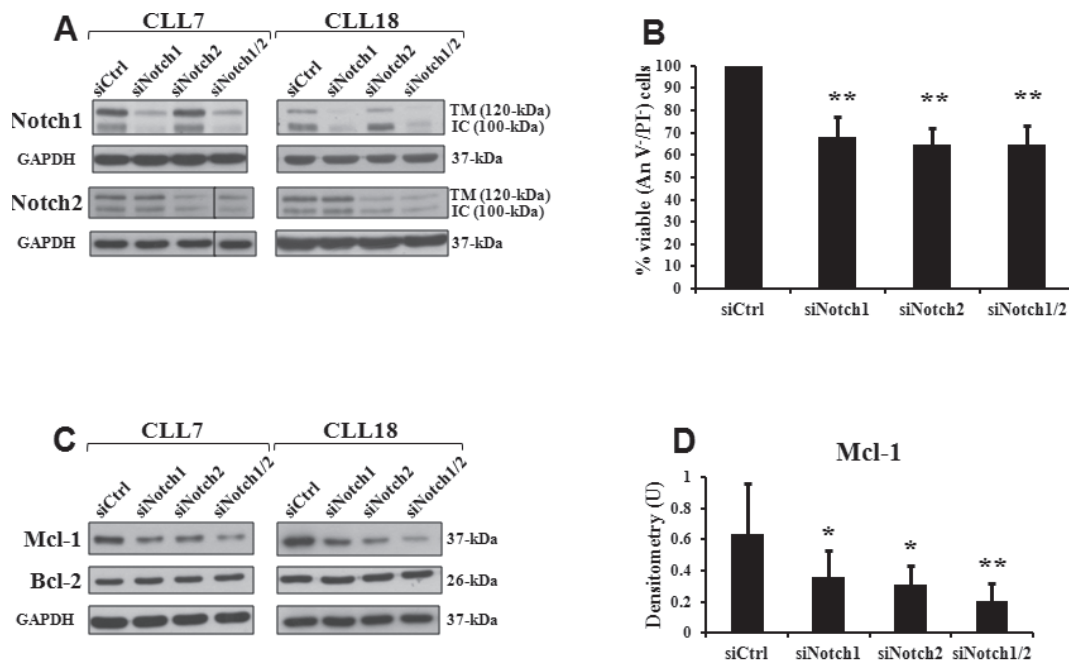 A
CLL7
CLL18
siCtrl
siNotch1
siNotch2
siNotch1/2
siCtrl
siNotch1
siNotch2
siNotch1/2
Notch1
TM (120-kDa)
IC (100-kDa)
GAPDH
37-kDa
Notch2
TM (120-kDa)
IC (100-kDa)
GAPDH
37-kDa
B
% viable (An V-/PI-) cells
100
90
80
70
60
50
40
30
20
10
0
**
**
**
siCtrl
siNotch1
siNotch2
siNotch1/2
C
CLL7
CLL18
siCtrl
siNotch1
siNotch2
siNotch1/2
siCtrl
siNotch1
siNotch2
siNotch1/2
Mcl-1
37-kDa
Bcl-2
26-kDa
GAPDH
37-kDa
D
Mcl-1
Densitometry (U)
1
0.8
0.6
0.4
0.2
0
*
*
**
siCtrl
siNotch1
siNotch2
siNotch1/2